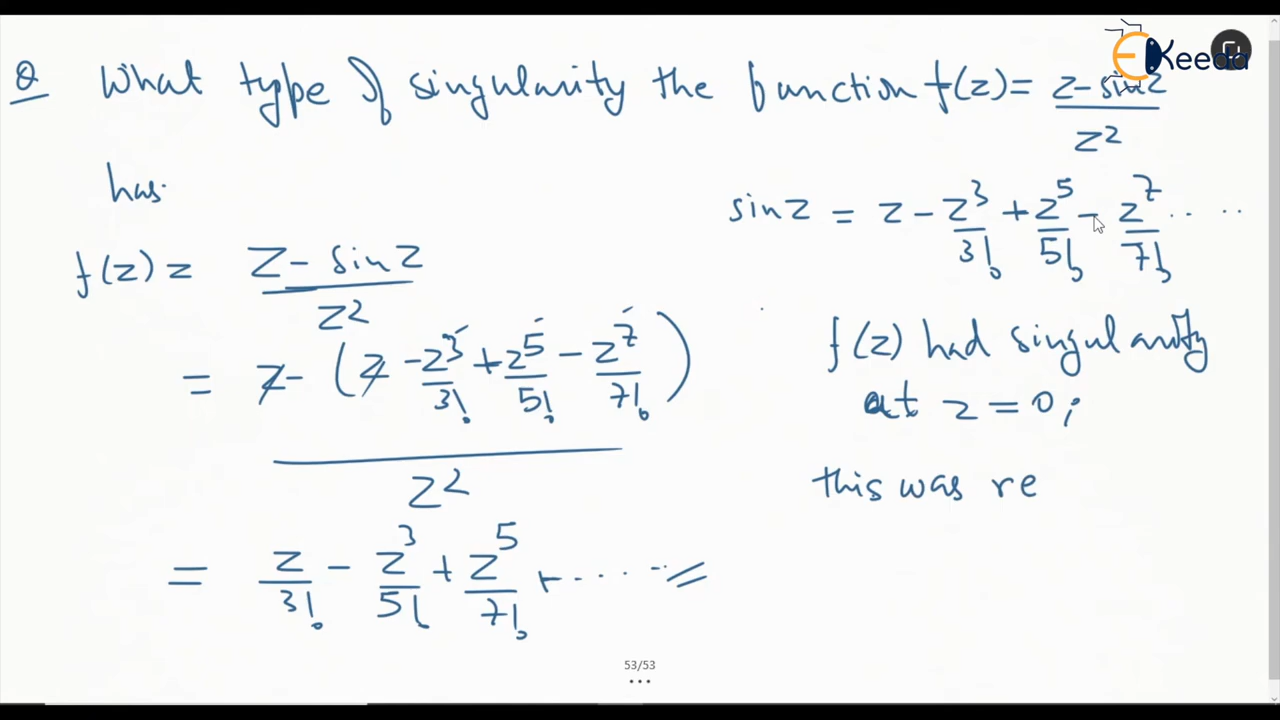 EKeeda
Q What type of singularity the function f(z) = z - sin z / z²
has.
sin z = z - z³/3! + z⁵/5! - z⁷/7! .. ..
f(z) = z - sin z / z²
= z - (z - z³/3! + z⁵/5! - z⁷/7!) / z²
= z/3! - z³/5! + z⁵/7! + ..... =
f(z) had singularity
at z = 0;
this was re
53/53
...